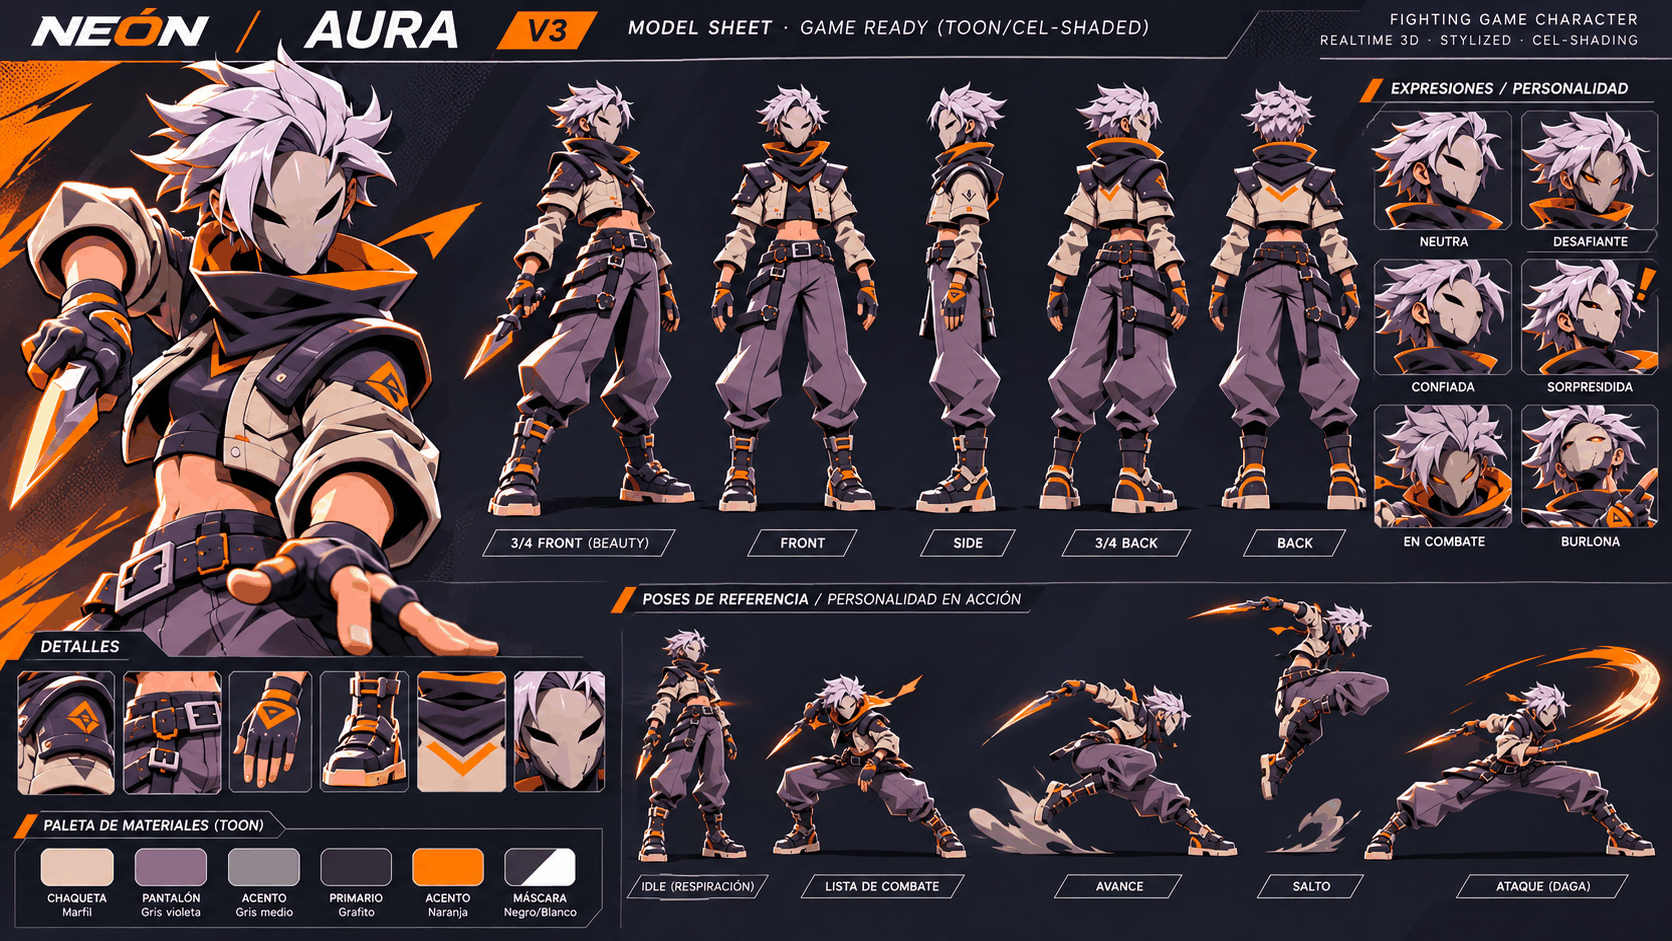 NEÓN / AURA V3
MODEL SHEET · GAME READY (TOON/CEL-SHADED)
FIGHTING GAME CHARACTER
REALTIME 3D · STYLIZED · CEL-SHADING
3/4 FRONT (BEAUTY)
FRONT
SIDE
3/4 BACK
BACK
EXPRESIONES / PERSONALIDAD
NEUTRA
DESAFIANTE
CONFIADA
!
SORPRESDIDA
EN COMBATE
BURLONA
DETALLES
PALETA DE MATERIALES (TOON)
CHAQUETA
Marfil
PANTALÓN
Gris violeta
ACENTO
Gris medio
PRIMARIO
Grafito
ACENTO
Naranja
MÁSCARA
Negro/Blanco
POSES DE REFERENCIA / PERSONALIDAD EN ACCIÓN
IDLE (RESPIRACIÓN)
LISTA DE COMBATE
AVANCE
SALTO
ATAQUE (DAGA)